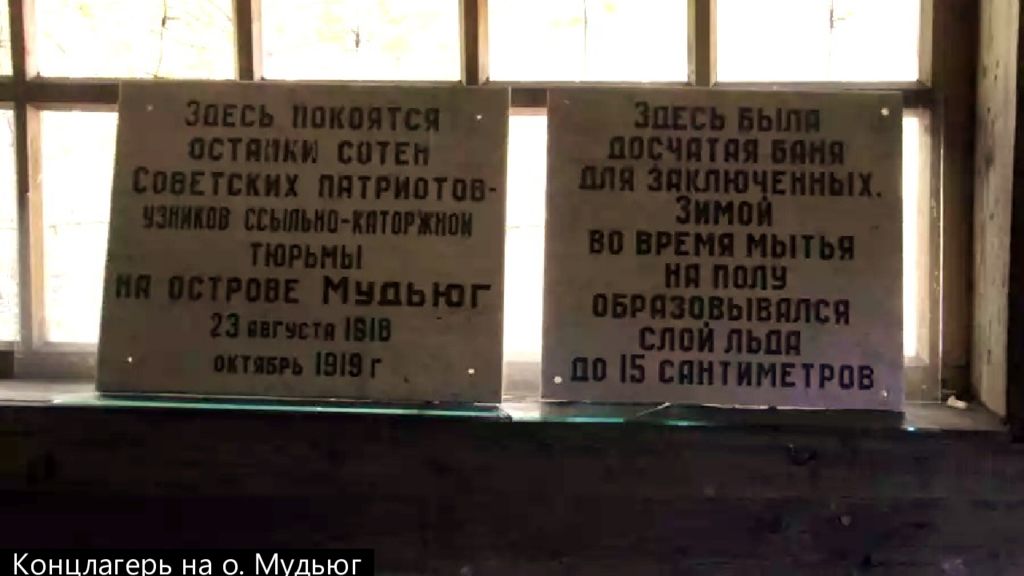 Здесь покоятся
останки сотен
Советских патриотов-
узников ссыльно-каторжной
тюрьмы
на острове Мудьюг
23 августа 1918
октябрь 1919 г
Здесь была
досчатая баня
для заключенных.
Зимой
во время мытья
на полу
образовывался
слой льда
до 15 сантиметров
Концлагерь на о. Мудьюг